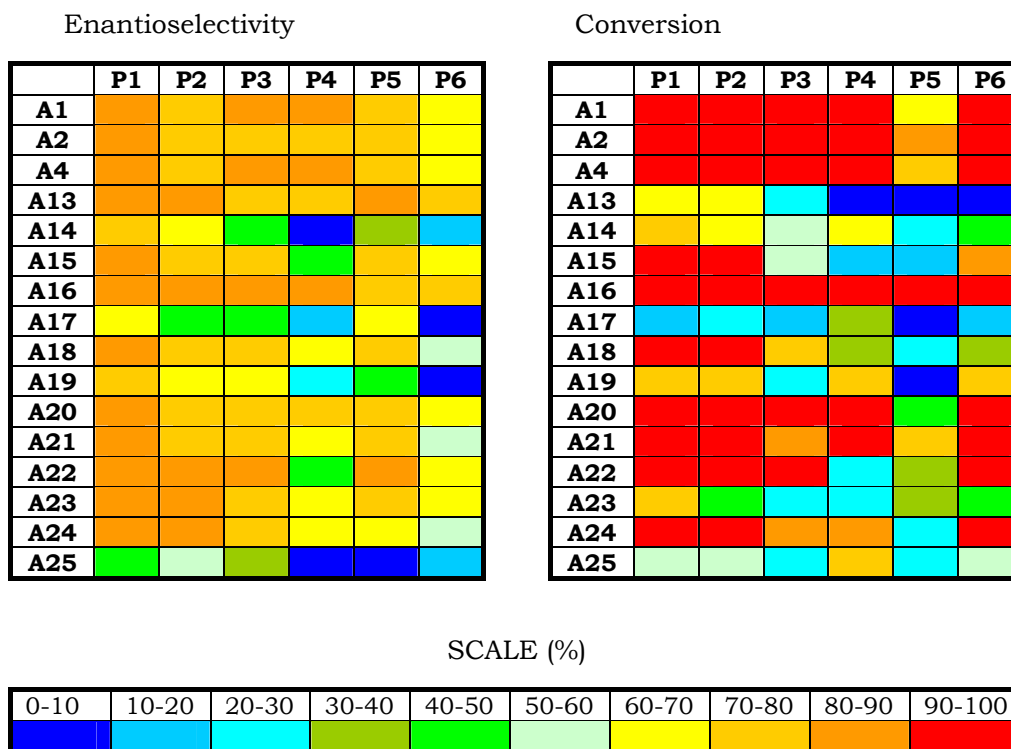 Enantioselectivity Conversion
P1 P2 P3 P4 P5 P6 P1 P2 P3 P4 P5 P6
A1 A1
A2 A2
A4 A4
A13 A13
A14 A14
A15 A15
A16 A16
A17 A17
A18 A18
A19 A19
A20 A20
A21 A21
A22 A22
A23 A23
A24 A24
A25 A25
SCALE (%)
0-10 10-20 20-30 30-40 40-50 50-60 60-70 70-80 80-90 90-100